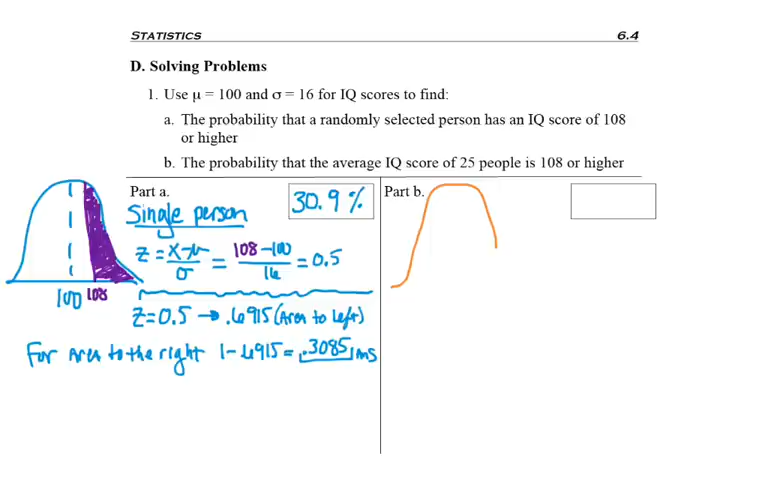 STATISTICS 6.4
D. Solving Problems
1. Use μ = 100 and σ = 16 for IQ scores to find:
a. The probability that a randomly selected person has an IQ score of 108
or higher
b. The probability that the average IQ score of 25 people is 108 or higher
Part a.
30.9%
Single person
z = x-μ/σ = 108-100/16 = 0.5
100 108
Z=0.5 → .6915 (Area to Left)
For Area to the right 1-.6915 = .3085 ans
Part b.